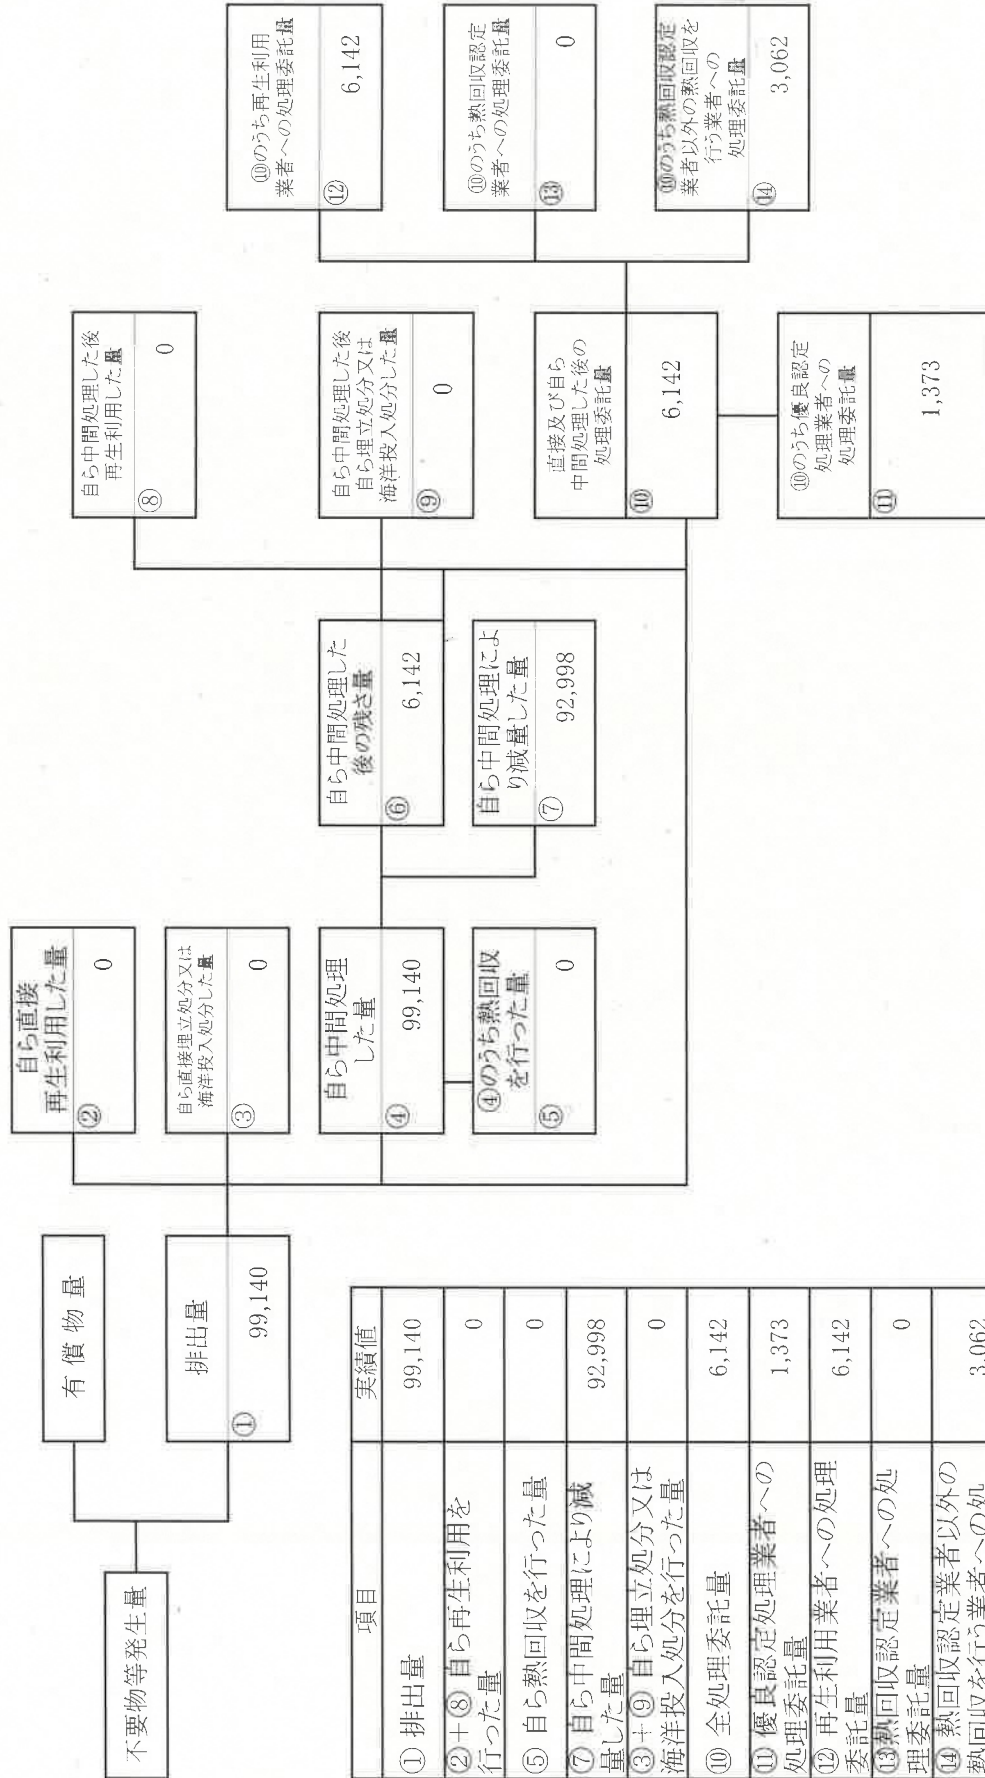 不要物等発生量
有償物量
排出量
①
99,140
自ら直接
再生利用した量
②
0
自ら直接埋立処分又は
海洋投入処分した量
③
0
自ら中間処理
した量
④
99,140
④のうち熱回収
を行った量
⑤
0
自ら中間処理した
後の残さ量
⑥
6,142
自ら中間処理によ
り減量した量
⑦
92,998
自ら中間処理した後
再生利用した量
⑧
0
自ら中間処理した後
自ら埋立処分又は
海洋投入処分した量
⑨
0
直接及び自ら
中間処理した後の
処理委託量
⑩
6,142
⑩のうち優良認定
処理業者への
処理委託量
⑪
1,373
⑩のうち再生利用
業者への処理委託量
⑫
6,142
⑩のうち熱回収認定
業者への処理委託量
⑬
0
⑩のうち熱回収認定
業者以外の熱回収を
行う業者への
処理委託量
⑭
3,062
項目 実績値
① 排出量 99,140
②+⑧ 自ら再生利用を
行った量 0
⑤ 自ら熱回収を行った量 0
⑦ 自ら中間処理により減
量した量 92,998
③+⑨ 自ら埋立処分又は
海洋投入処分を行った量 0
⑩ 全処理委託量 6,142
⑪ 優良認定処理業者への
処理委託量 1,373
⑫ 再生利用業者への処理
委託量 6,142
⑬熱回収認定業者への処
理委託量 0
⑭ 熱回収認定業者以外の
熱回収を行う業者への処
3,062